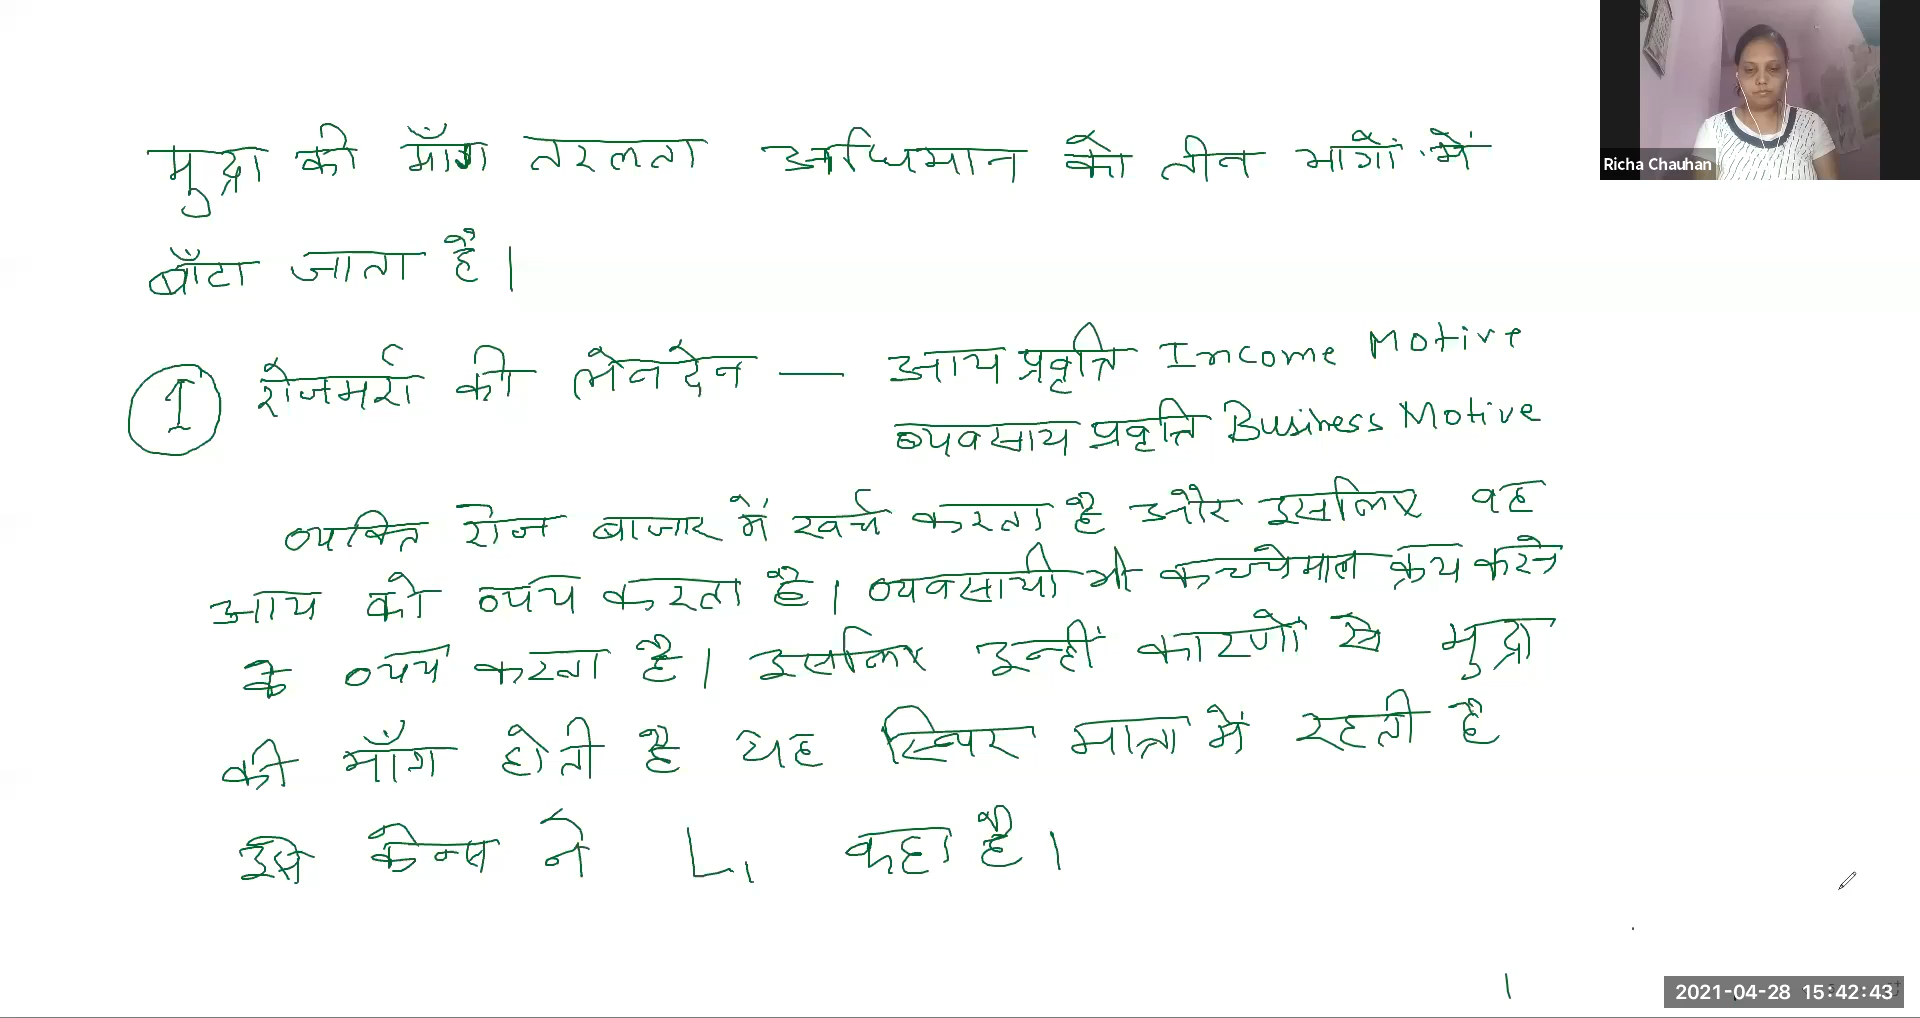 मुद्रा की माँग तरलता अधिमान को तीन भागों में
बाँटा जाता है।
1 रोजमर्रा की लेनदेन — आय प्रवृत्ति Income Motive
व्यवसाय प्रवृत्ति Business Motive
व्यक्ति रोज बाजार में खर्च करता है और इसलिए वह
आय को व्यय करता है। व्यवसायी भी कच्चेमाल क्रय करने
के व्यय करता है। इसलिए इन्हीं कारणों से मुद्रा
की माँग होती है यह स्थिर मात्रा में रहती है
इसे केन्स ने L₁ कहा है।
Richa Chauhan
2021-04-28 15:42:43